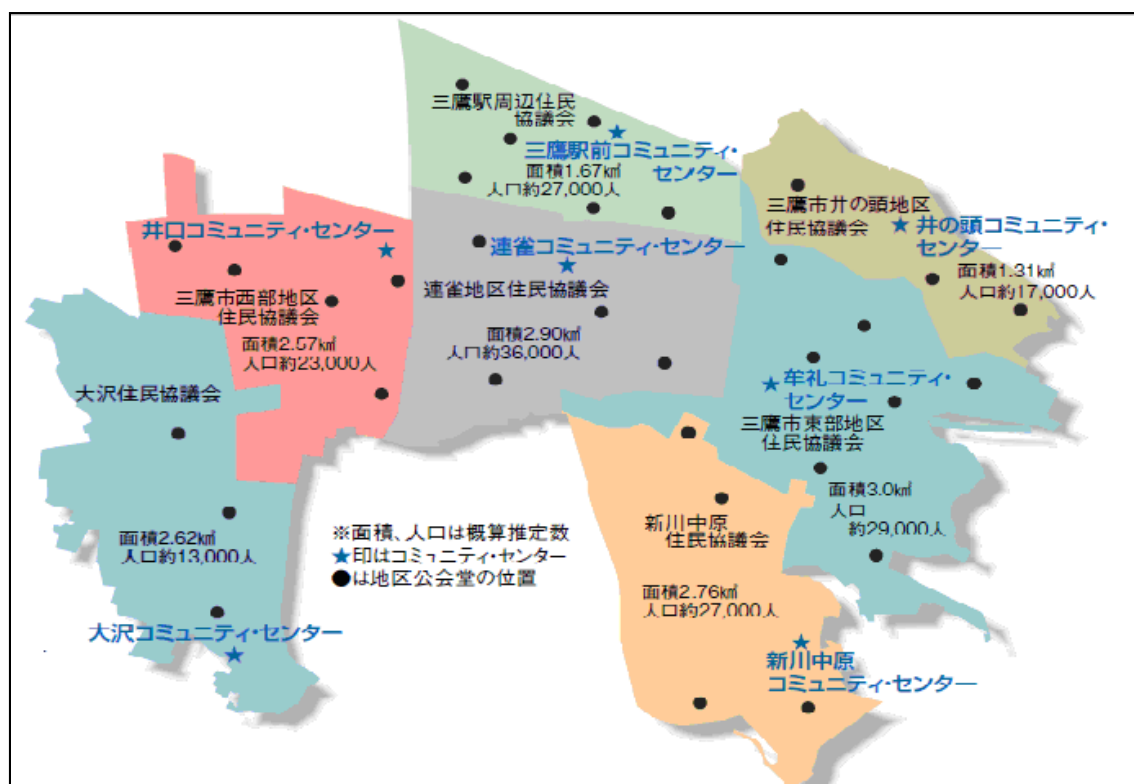 三鷹駅周辺住民
協議会
三鷹駅前コミュニティ・
センター
面積1.67㎢
人口約27,000人
三鷹市井の頭地区
住民協議会
井の頭コミュニティ・
センター
面積1.31㎢
人口約17,000人
井口コミュニティ・センター
三鷹市西部地区
住民協議会
面積2.57㎢
人口約23,000人
連雀コミュニティ・センター
連雀地区住民協議会
面積2.90㎢
人口約36,000人
牟礼コミュニティ・
センター
三鷹市東部地区
住民協議会
面積3.0㎢
人口
約29,000人
大沢住民協議会
面積2.62㎢
人口約13,000人
大沢コミュニティ・センター
※面積、人口は概算推定数
★印はコミュニティ・センター
●は地区公会堂の位置
新川中原
住民協議会
面積2.76㎢
人口約27,000人
新川中原
コミュニティ・センター